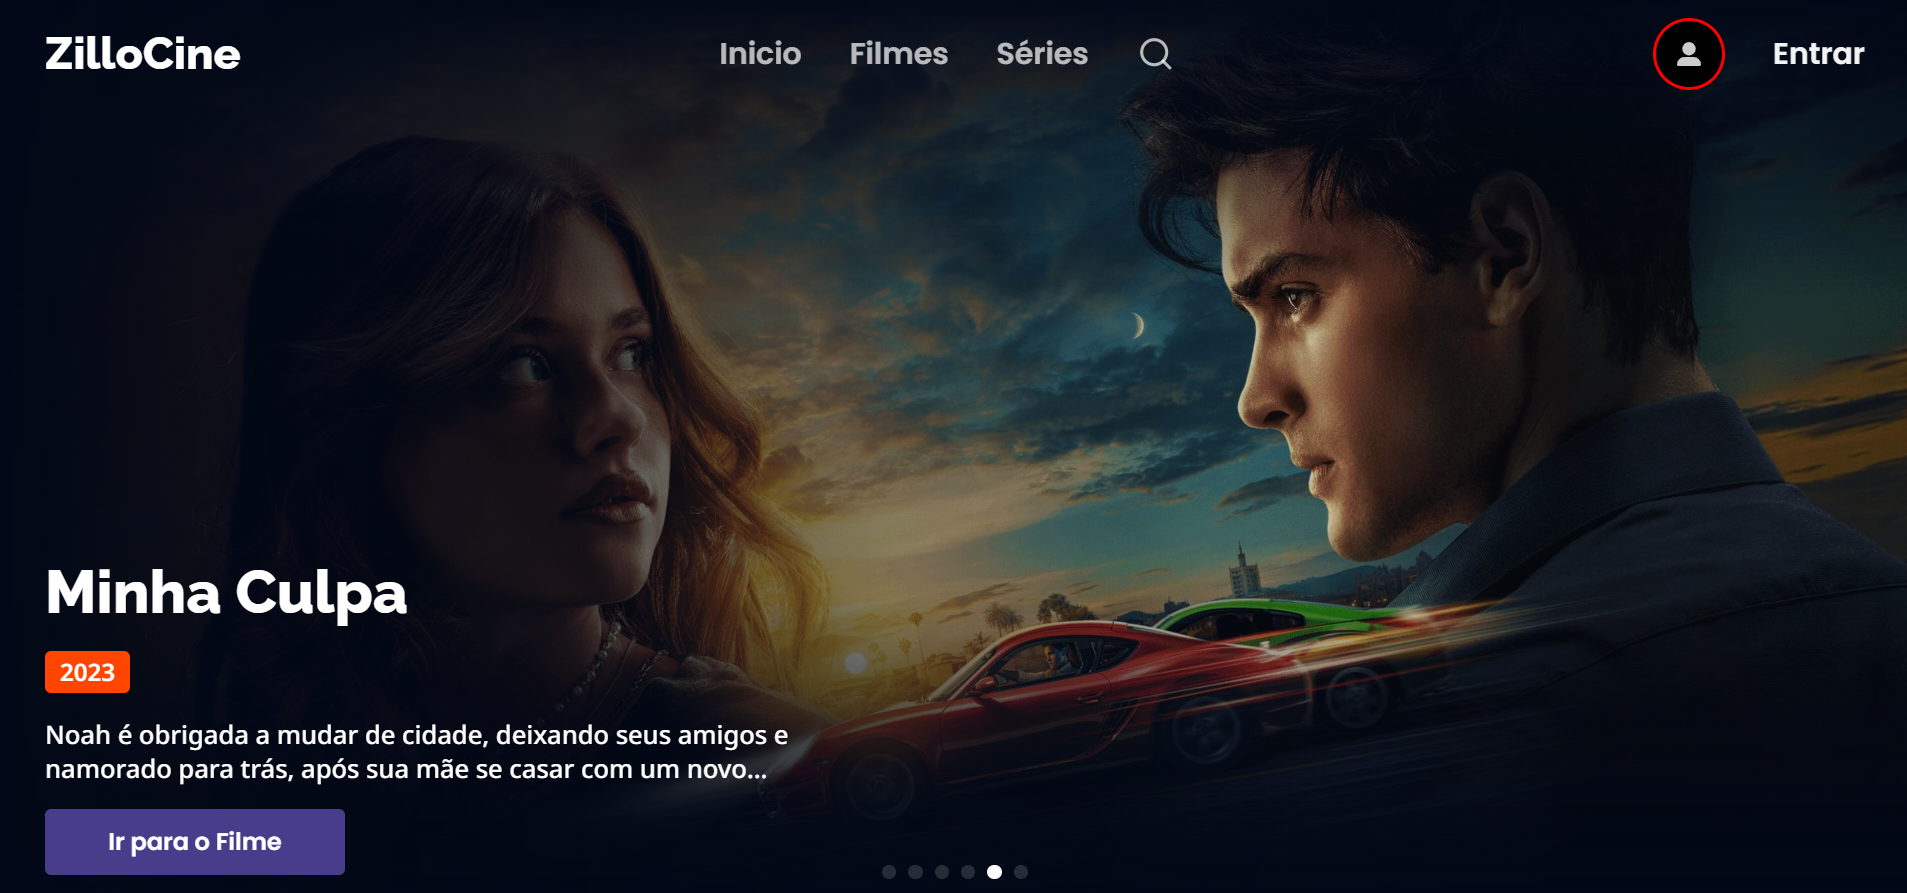 ZilloCine
Inicio Filmes Séries
Entrar
Minha Culpa
2023
Noah é obrigada a mudar de cidade, deixando seus amigos e
namorado para trás, após sua mãe se casar com um novo...
Ir para o Filme